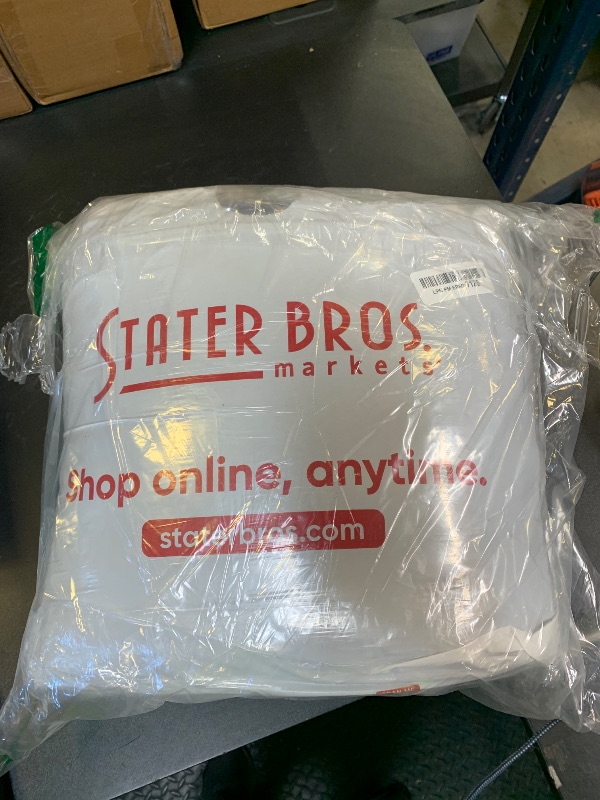 STATER BROS.
markets
Shop online, anytime.
staterbros.com